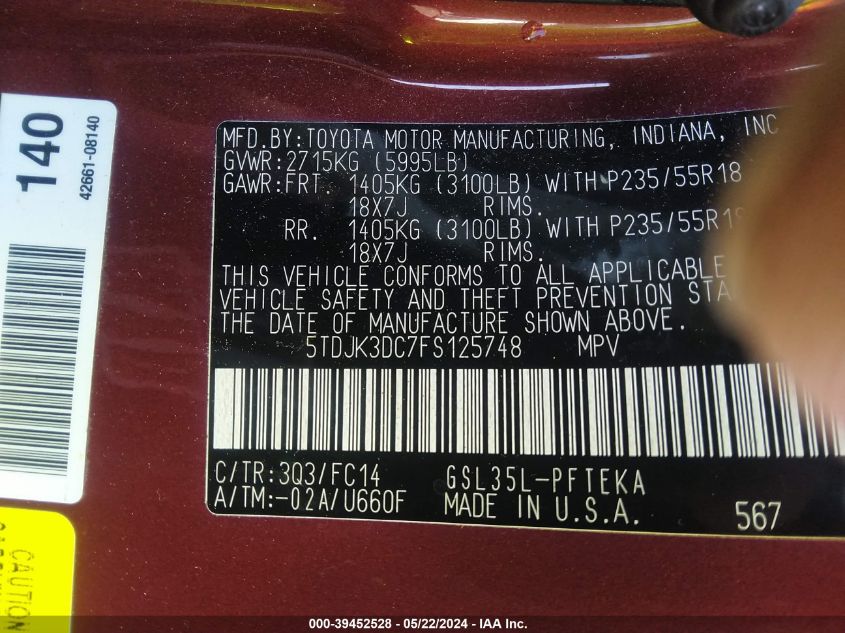 140
42661-08140
MFD.BY:TOYOTA MOTOR MANUFACTURING, INDIANA, INC
GVWR:2715KG (5995LB)
GAWR:FRT. 1405KG (3100LB) WITH P235/55R18
18X7J RIMS.
RR. 1405KG (3100LB) WITH P235/55R18
18X7J RIMS.
THIS VEHICLE CONFORMS TO ALL APPLICABLE
VEHICLE SAFETY AND THEFT PREVENTION STA
THE DATE OF MANUFACTURE SHOWN ABOVE.
5TDJK3DC7FS125748 MPV
C/TR:3Q3/FC14 GSL35L-PFTEKA
A/TM:-02A/U660F MADE IN U.S.A. 567
CAUTION
000-39452528 - 05/22/2024 - IAA Inc.